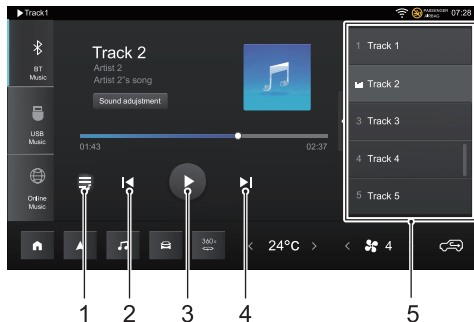 Track1
PASSENGER
AIRBAG
07:28
BT
Music
USB
Music
Online
Music
Track 2
Artist 2
Artist 2"s song
Sound adujstment
01:43
02:37
1 Track 1
Track 2
3 Track 3
4 Track 4
5 Track 5
360°
24°C
4
1
2
3
4
5